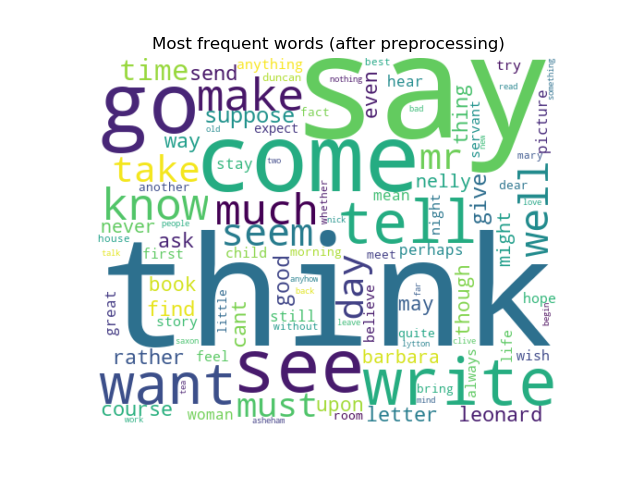 Most frequent words (after preprocessing)
time send anything duncan best hear try something
nothing even read
go make say
suppose fact bad thing servant picture
way old expect come new
take stay two mr mary
another mean nelly give dear love well
know much whether night
never nick tell might
house people ask seem perhaps
talk first child morning meet
think
great book little good anyhow day back may far though hope
find still believe begin
story cant without leave quite
saxon lytton clive life
rather feel barbara wish
want tea see write bring mind always
course must upon letter leonard
work woman asheham room